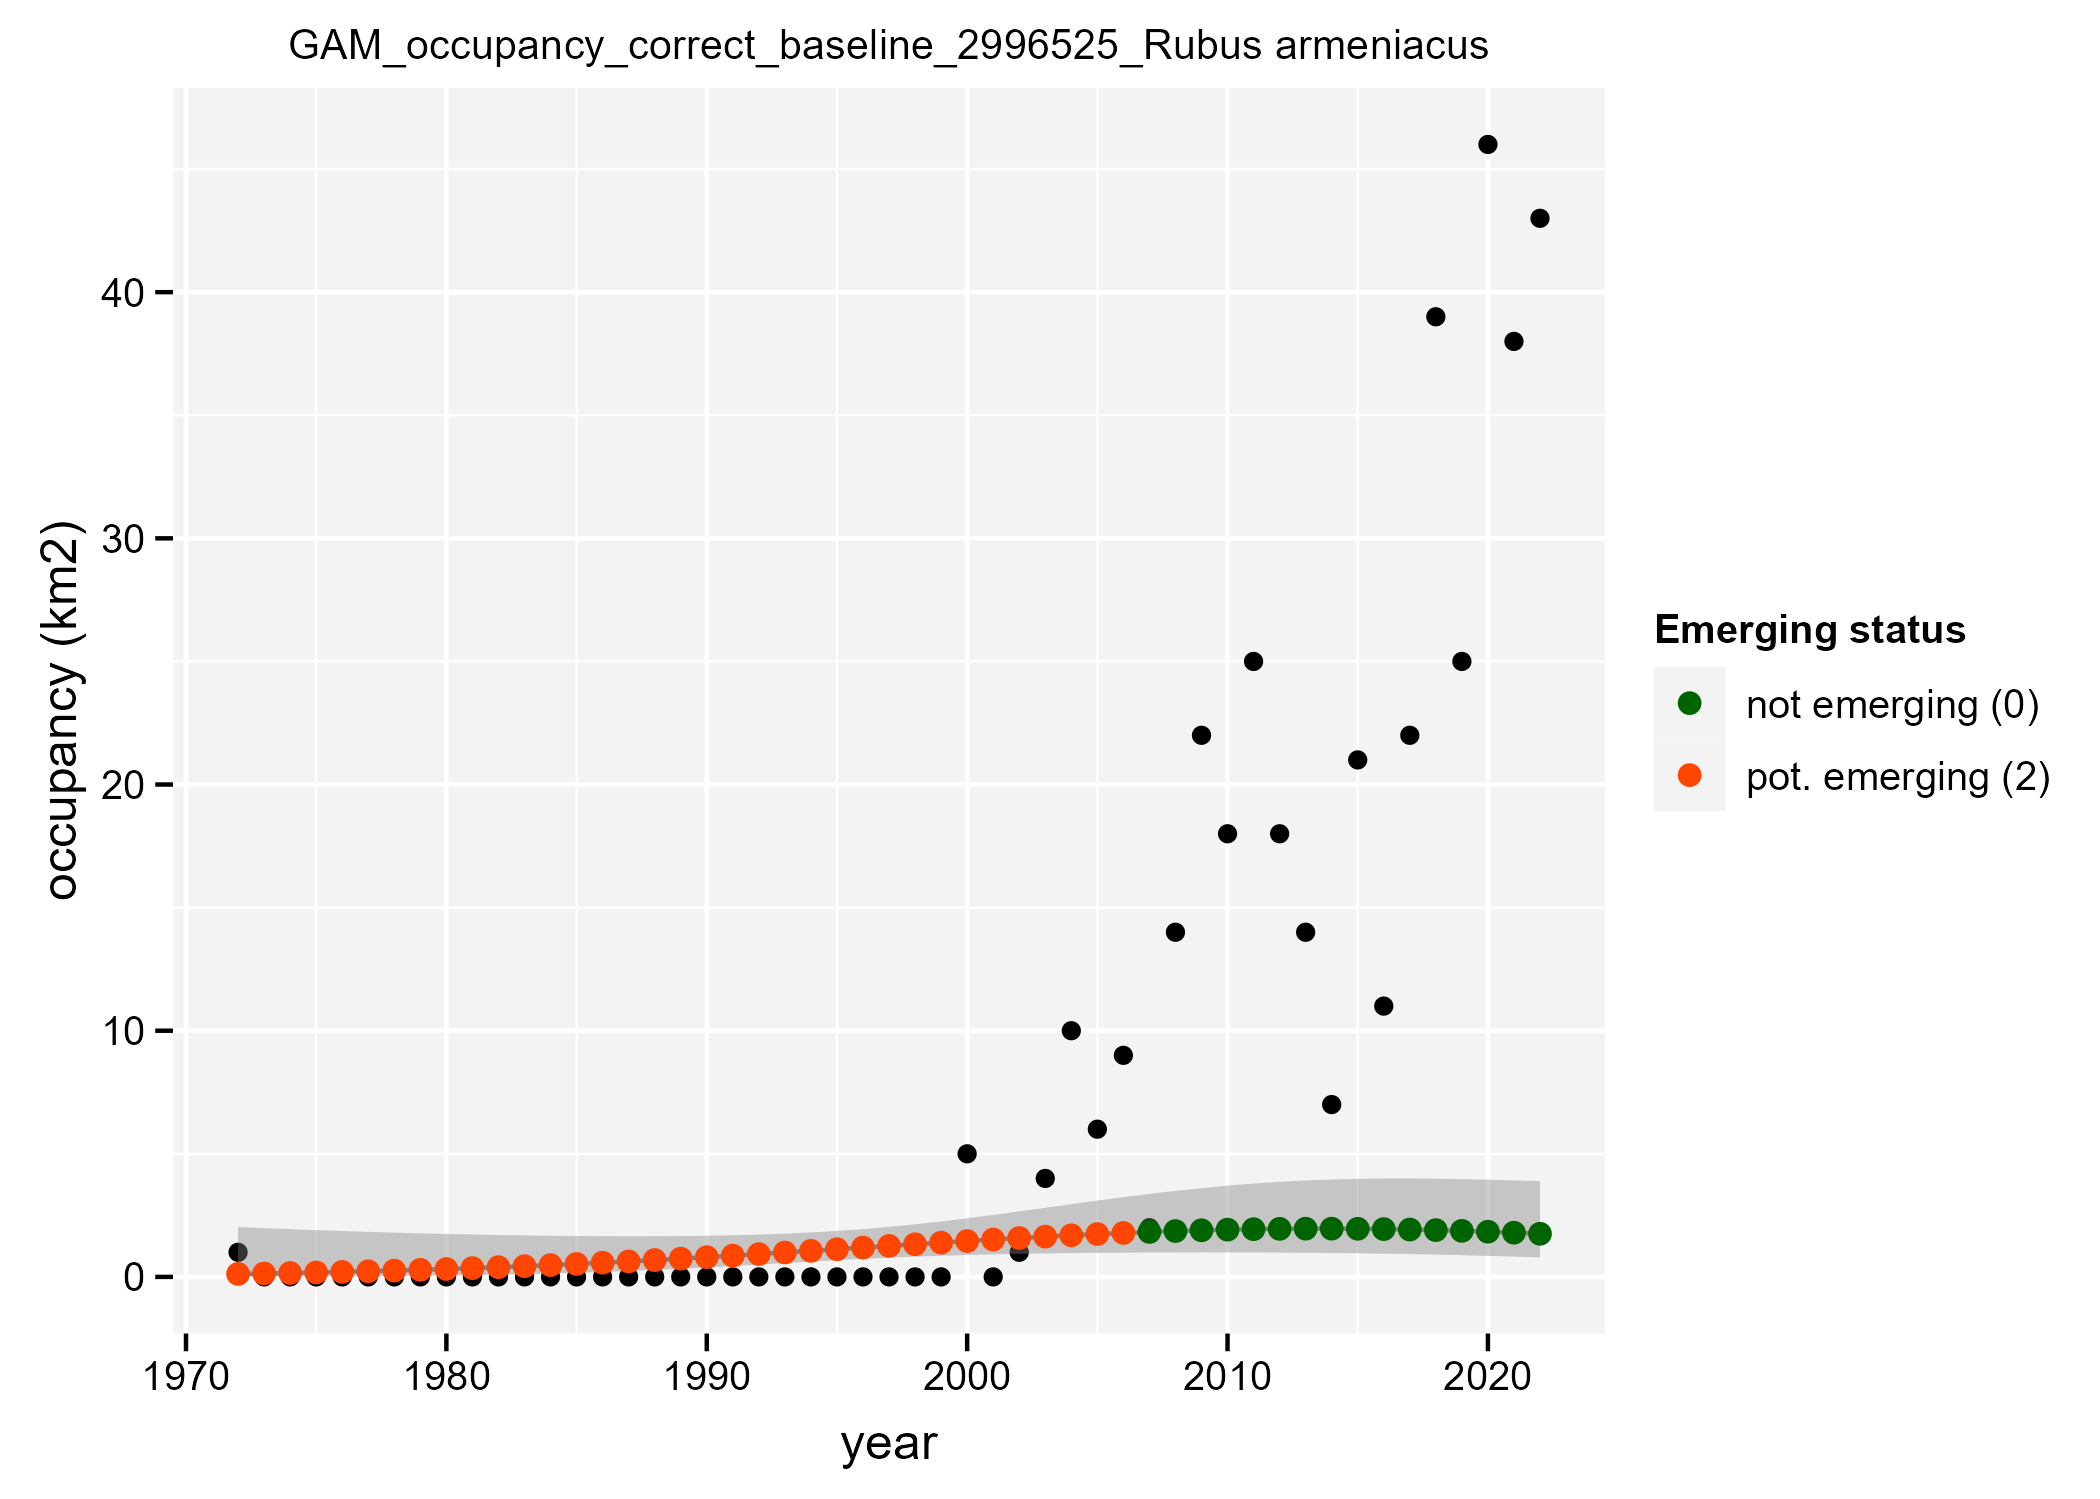 GAM_occupancy_correct_baseline_2996525_Rubus armeniacus
occupancy (km2)
40
30
20
10
0
1970 1980 1990 2000 2010 2020
year
Emerging status
not emerging (0)
pot. emerging (2)